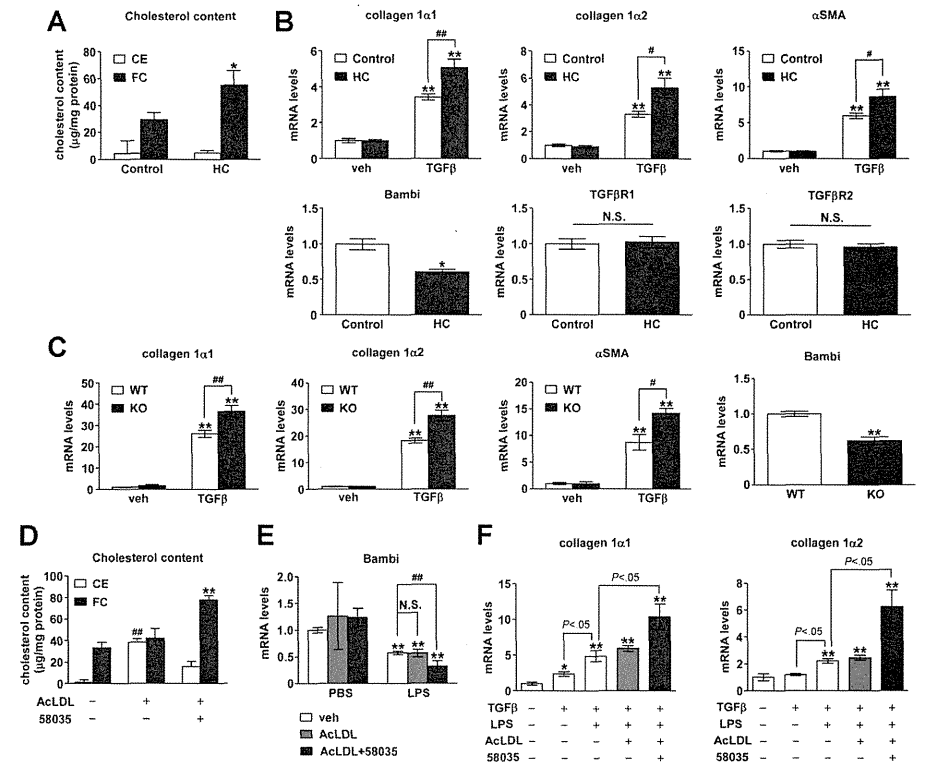 A
Cholesterol content
cholesterol content
(μg/mg protein)
80
60
40
20
0
CE
FC
*
Control
HC
B
collagen 1α1
mRNA levels
6
4
2
0
Control
HC
##
**
**
veh
TGFβ
collagen 1α2
mRNA levels
8
6
4
2
0
Control
HC
#
**
**
veh
TGFβ
αSMA
mRNA levels
15
10
5
0
Control
HC
#
**
**
veh
TGFβ
Bambi
mRNA levels
1.5
1.0
0.5
0
*
Control
HC
TGFβR1
mRNA levels
1.5
1.0
0.5
0
N.S.
Control
HC
TGFβR2
mRNA levels
1.5
1.0
0.5
0
N.S.
Control
HC
C
collagen 1α1
mRNA levels
50
40
30
20
10
0
WT
KO
##
**
**
veh
TGFβ
collagen 1α2
mRNA levels
40
30
20
10
0
WT
KO
##
**
**
veh
TGFβ
αSMA
mRNA levels
20
15
10
5
0
WT
KO
#
**
**
veh
TGFβ
Bambi
mRNA levels
1.5
1.0
0.5
0
**
WT
KO
D
Cholesterol content
cholesterol content
(μg/mg protein)
100
80
60
40
20
0
CE
FC
##
**
AcLDL − + +
58035 − − +
E
Bambi
mRNA levels
2.0
1.5
1.0
0.5
0
##
N.S.
** ** **
PBS
LPS
veh
AcLDL
AcLDL+58035
F
collagen 1α1
mRNA levels
15
10
5
0
P<.05
P<.05
* ** ** **
TGFβ − + + + +
LPS − − + + +
AcLDL − − − + +
58035 − − − − +
collagen 1α2
mRNA levels
8
6
4
2
0
P<.05
P<.05
** ** **
TGFβ − + + + +
LPS − − + + +
AcLDL − − − + +
58035 − − − − +